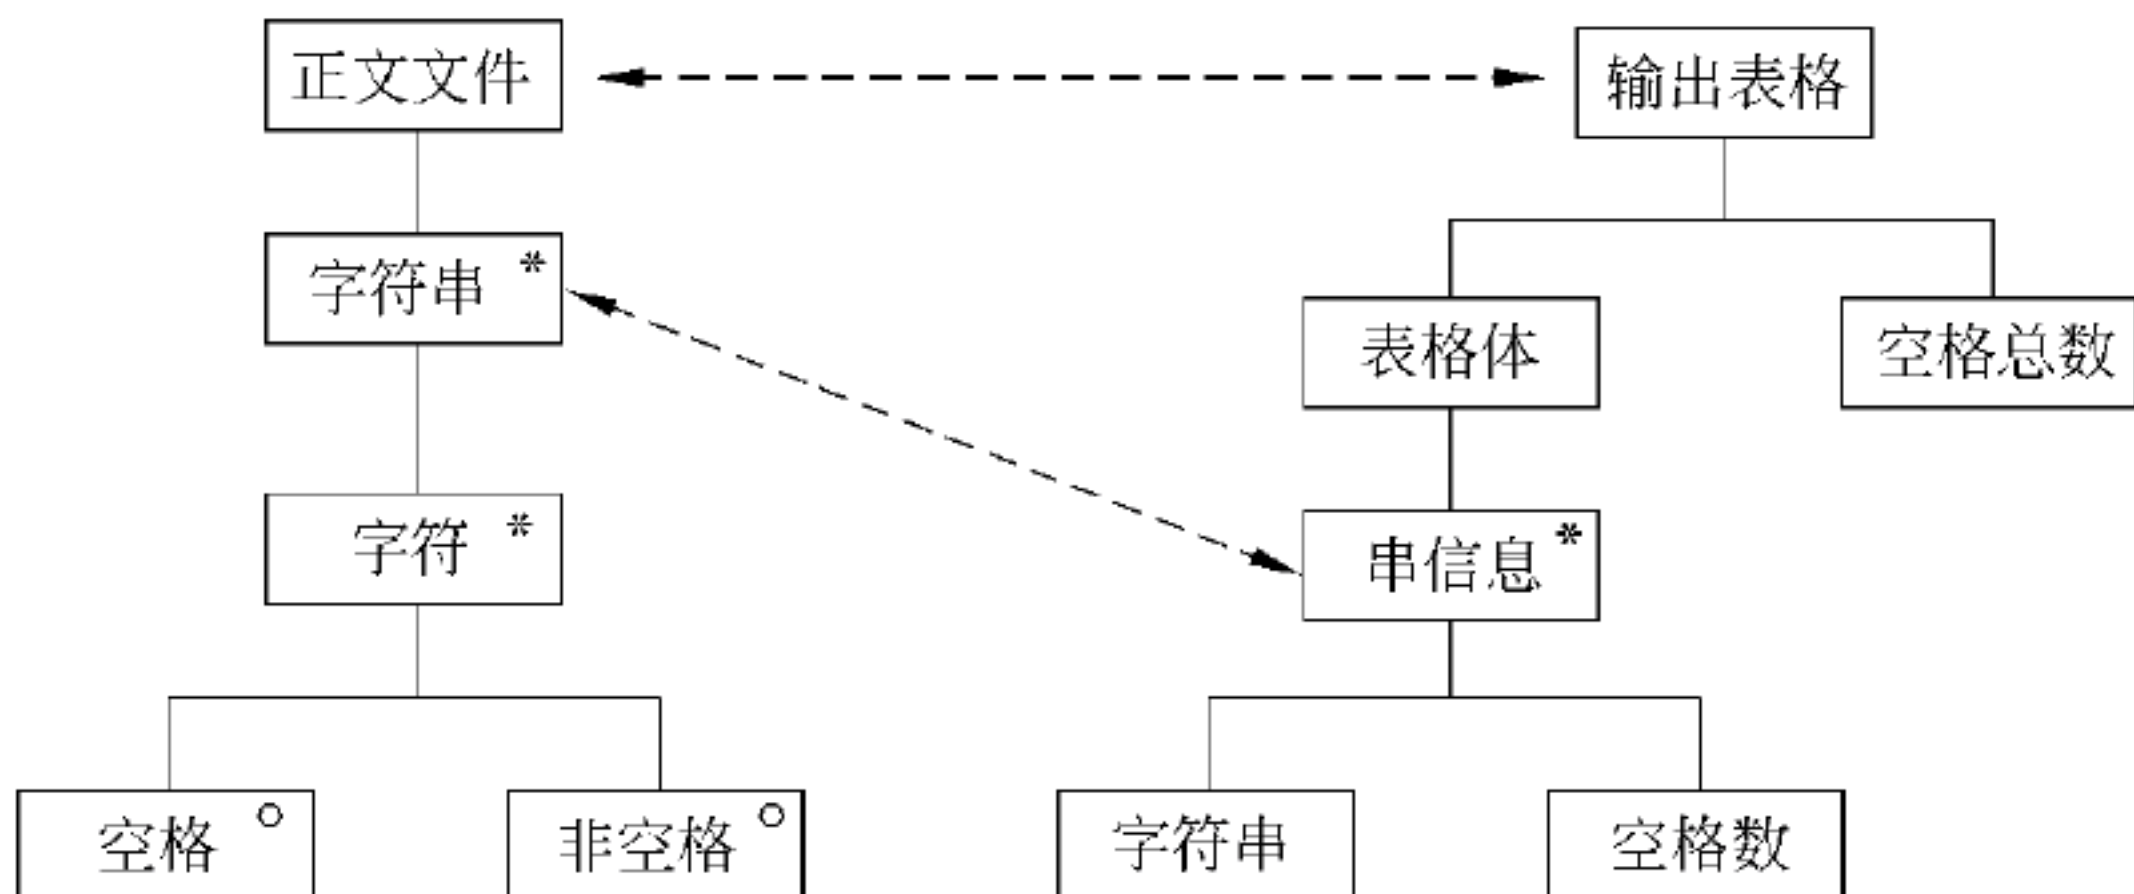 正文文件
输出表格
字符串 *
表格体
空格总数
字符 *
串信息 *
空格 ○
非空格 ○
字符串
空格数